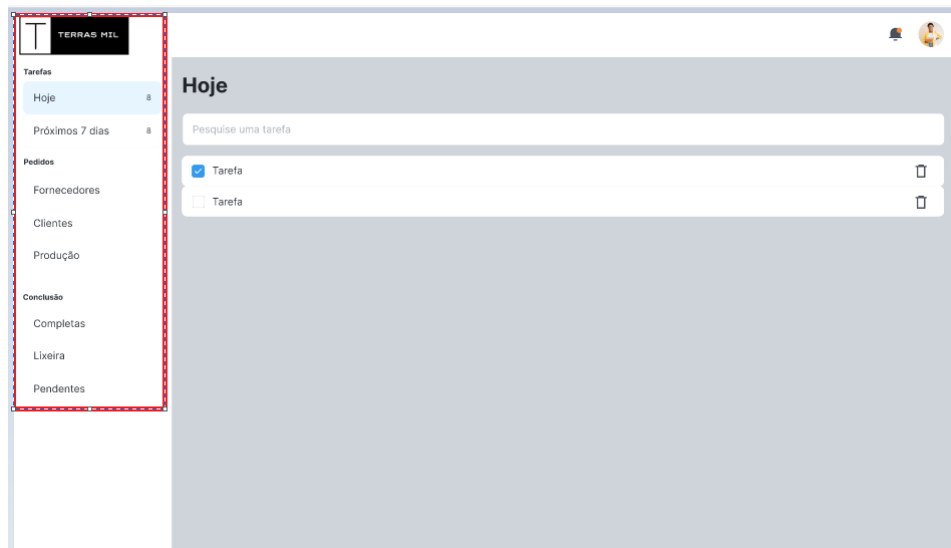 T TERRAS MIL
Tarefas
Hoje 8
Próximos 7 dias 8
Pedidos
Fornecedores
Clientes
Produção
Conclusão
Completas
Lixeira
Pendentes
Hoje
Pesquise uma tarefa
Tarefa
Tarefa